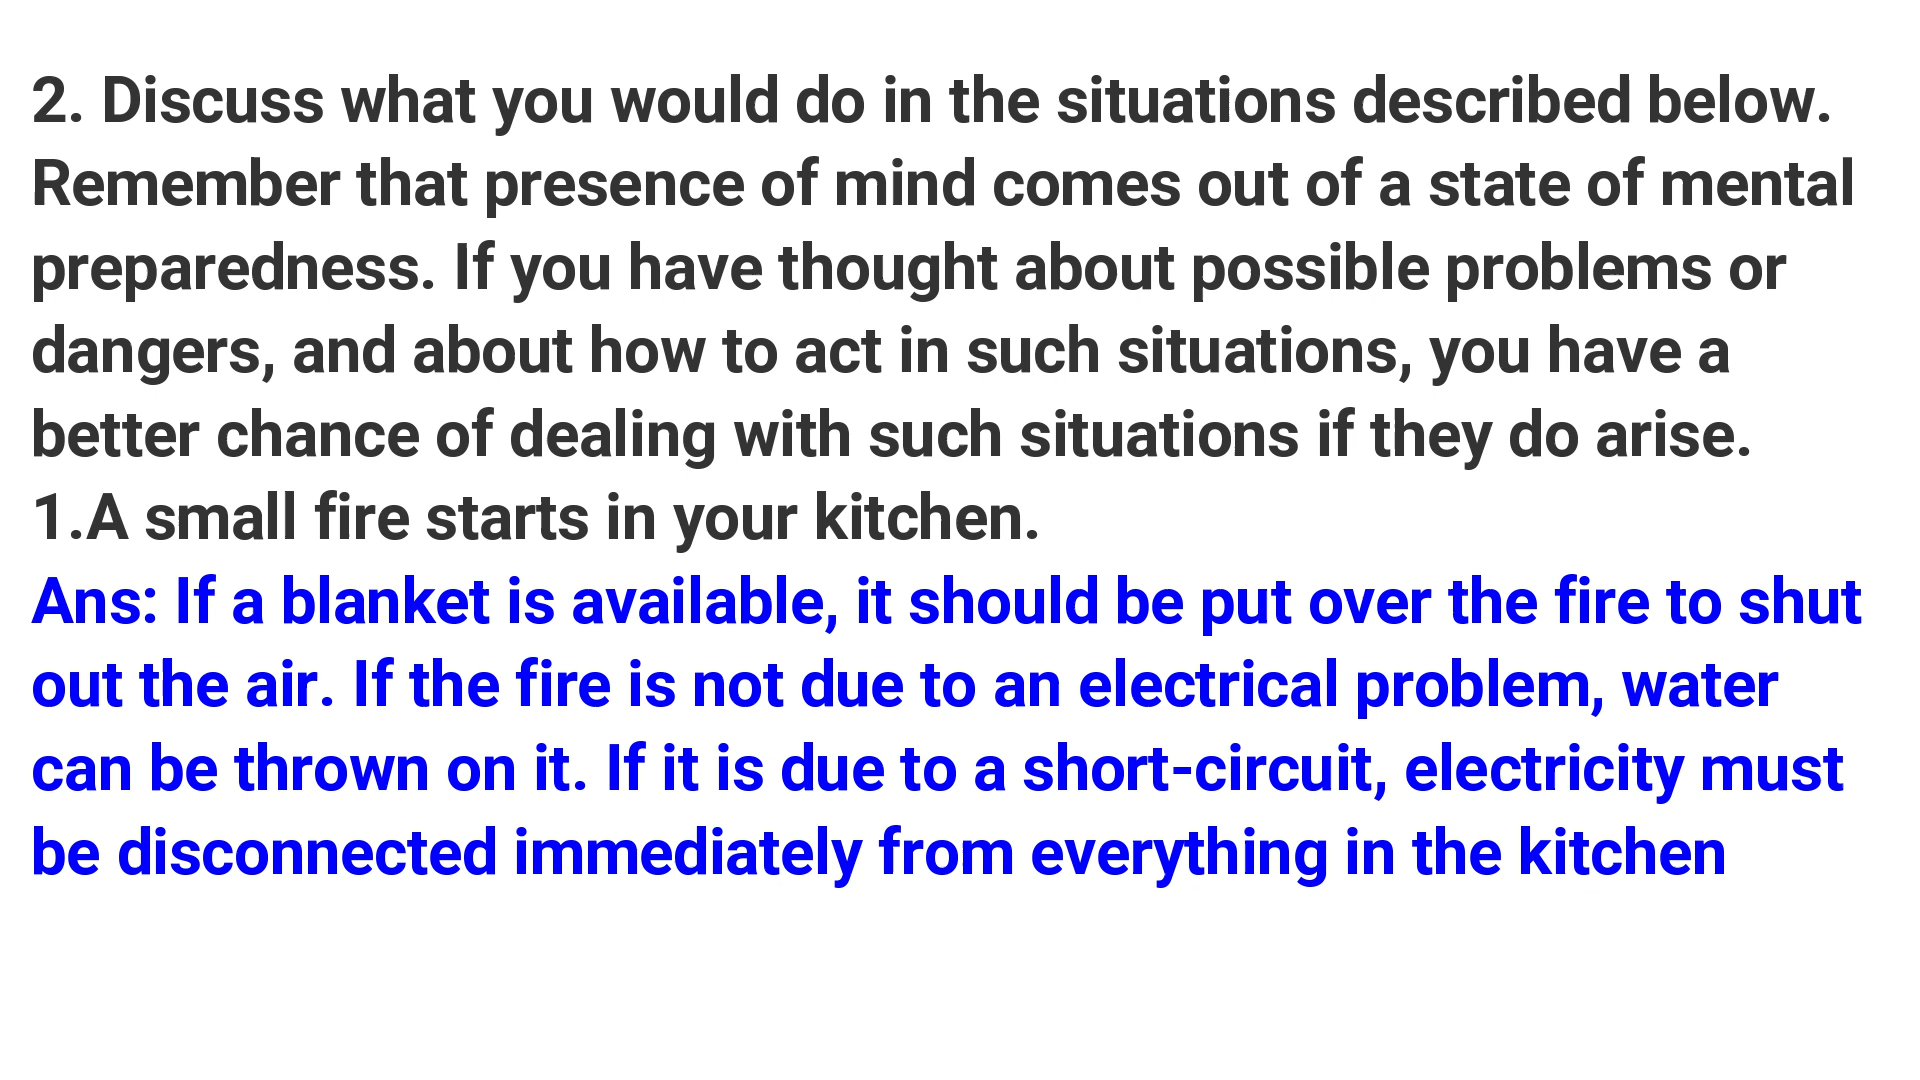 2. Discuss what you would do in the situations described below.
Remember that presence of mind comes out of a state of mental
preparedness. If you have thought about possible problems or
dangers, and about how to act in such situations, you have a
better chance of dealing with such situations if they do arise.
1.A small fire starts in your kitchen.
Ans: If a blanket is available, it should be put over the fire to shut
out the air. If the fire is not due to an electrical problem, water
can be thrown on it. If it is due to a short-circuit, electricity must
be disconnected immediately from everything in the kitchen